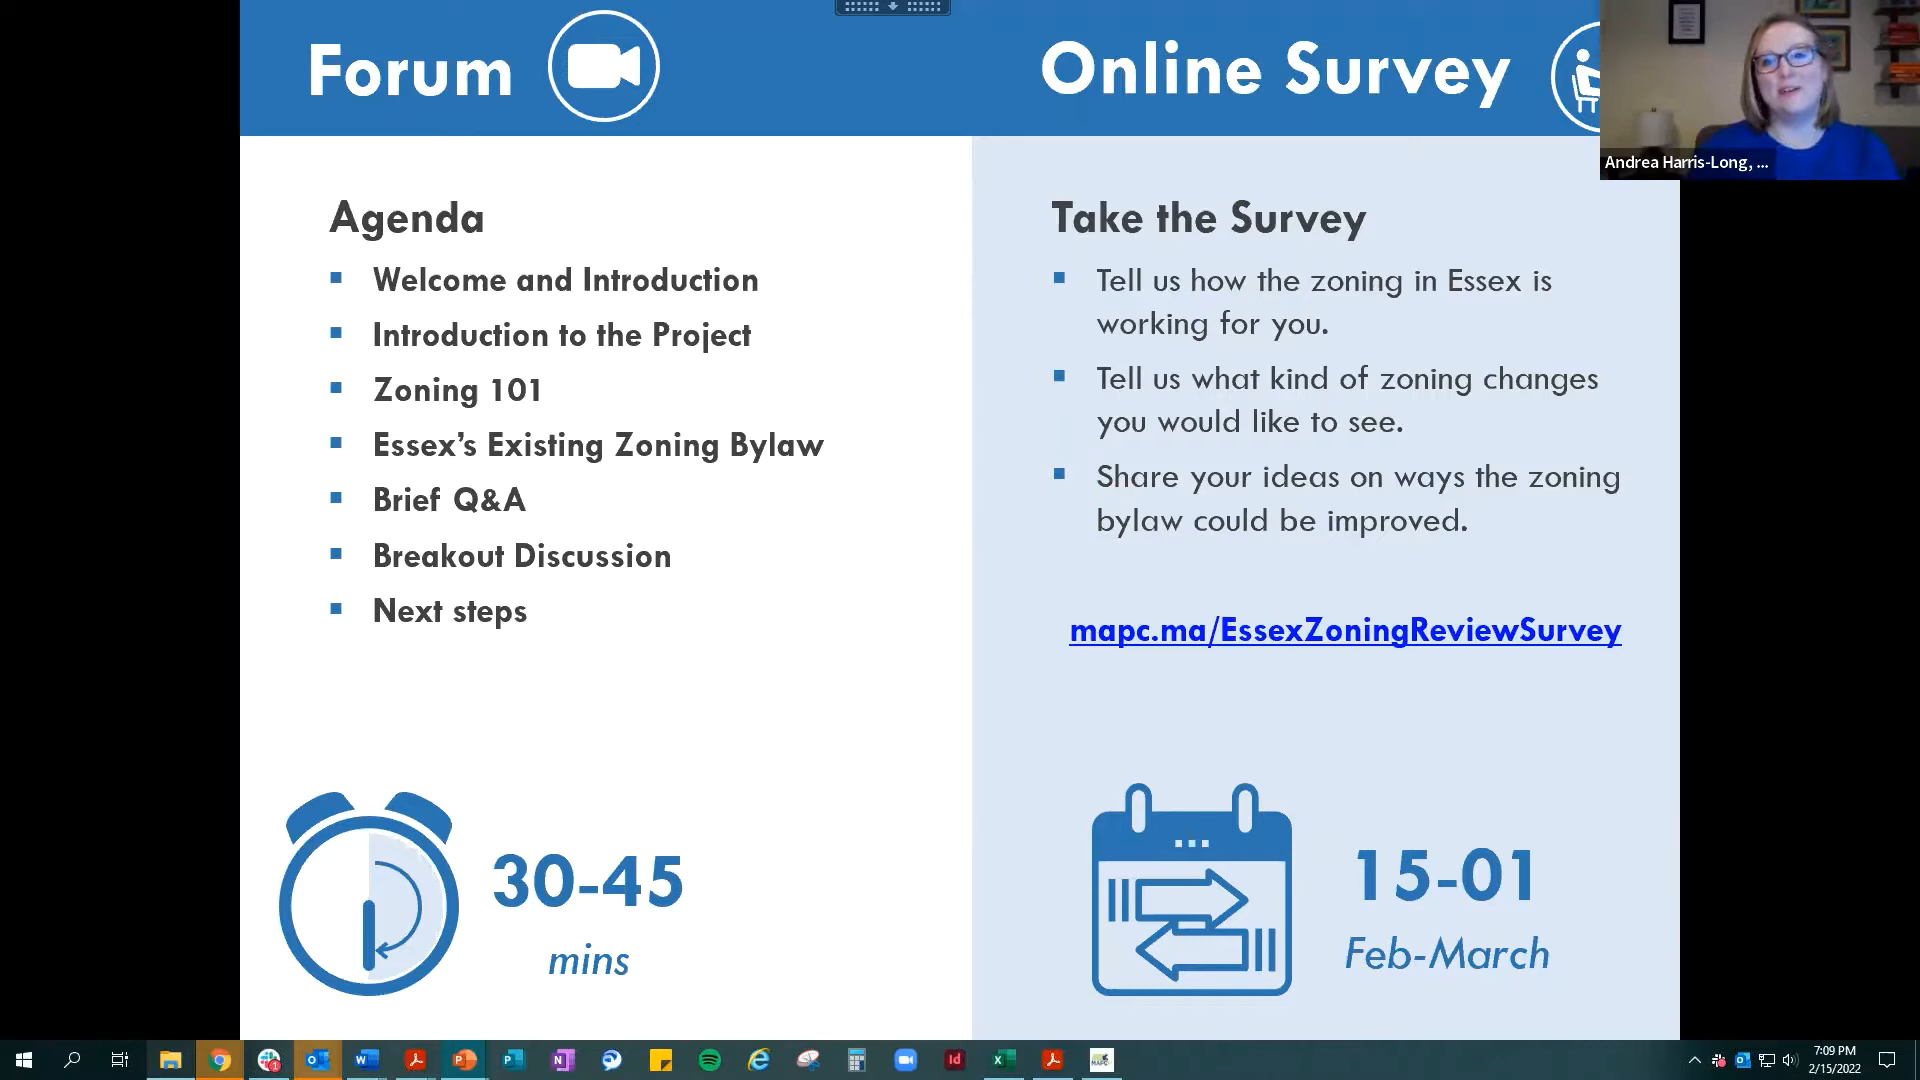 Forum
Online Survey
Andrea Harris-Long, ...
Agenda
Welcome and Introduction
Introduction to the Project
Zoning 101
Essex’s Existing Zoning Bylaw
Brief Q&A
Breakout Discussion
Next steps
30-45
mins
Take the Survey
Tell us how the zoning in Essex is
working for you.
Tell us what kind of zoning changes
you would like to see.
Share your ideas on ways the zoning
bylaw could be improved.
mapc.ma/EssexZoningReviewSurvey
15-01
Feb-March
7:09 PM
2/15/2022